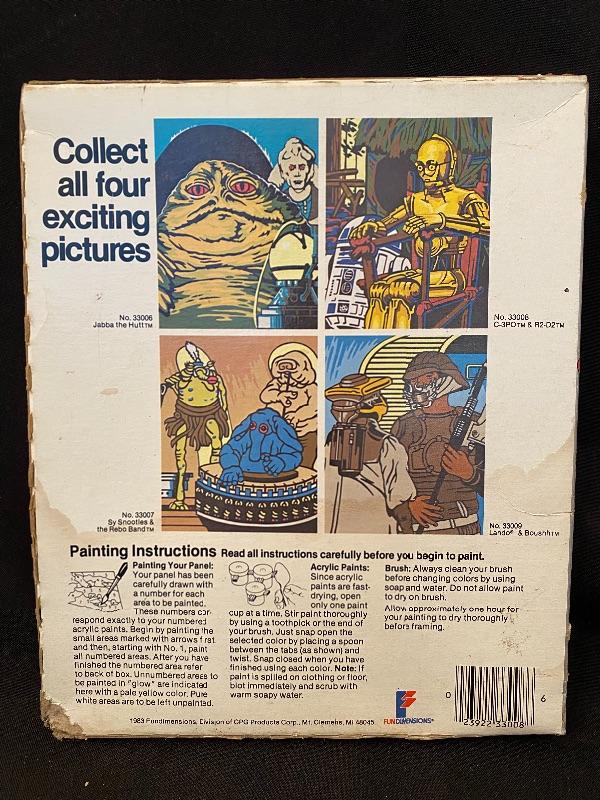 Collect
all four
exciting
pictures
No. 33006
Jabba the Hutt™
No. 33008
C-3PO™ & R2-D2™
No. 33007
Sy Snootles &
the Rebo Band™
No. 33009
Lando® & Boushh™
Painting Instructions Read all instructions carefully before you begin to paint.
Painting Your Panel:
Your panel has been
carefully drawn with
a number for each
area to be painted.
These numbers cor-
respond exactly to your numbered
acrylic paints. Begin by painting the
small areas marked with arrows first
and then, starting with No. 1, paint
all numbered areas. After you have
finished the numbered area refer
to back of box. Unnumbered areas to
be painted in "glow" are indicated
here with a pale yellow color. Pure
white areas are to be left unpainted.
Acrylic Paints:
Since acrylic
paints are fast-
drying, open
only one paint
cup at a time. Stir paint thoroughly
by using a toothpick or the end of
your brush. Just snap open the
selected color by placing a spoon
between the tabs (as shown) and
twist. Snap closed when you have
finished using each color. Note: If
paint is spilled on clothing or floor,
blot immediately and scrub with
warm soapy water.
Brush: Always clean your brush
before changing colors by using
soap and water. Do not allow paint
to dry on brush.
Allow approximately one hour for
your painting to dry thoroughly
before framing.
1983 Fundimensions, Division of CPG Products Corp., Mt. Clemens, MI 48045
FUNDIMENSIONS®
0 23922 33008 6